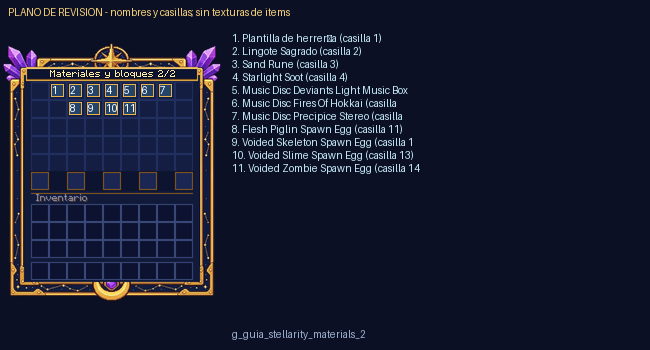 PLANO DE REVISION - nombres y casillas; sin texturas de items
Materiales y bloques 2/2
1 2 3 4 5 6 7
8 9 10 11
Inventario
1. Plantilla de herrer□a (casilla 1)
2. Lingote Sagrado (casilla 2)
3. Sand Rune (casilla 3)
4. Starlight Soot (casilla 4)
5. Music Disc Deviants Light Music Box
6. Music Disc Fires Of Hokkai (casilla
7. Music Disc Precipice Stereo (casilla
8. Flesh Piglin Spawn Egg (casilla 11)
9. Voided Skeleton Spawn Egg (casilla 1
10. Voided Slime Spawn Egg (casilla 13)
11. Voided Zombie Spawn Egg (casilla 14
g_guia_stellarity_materials_2